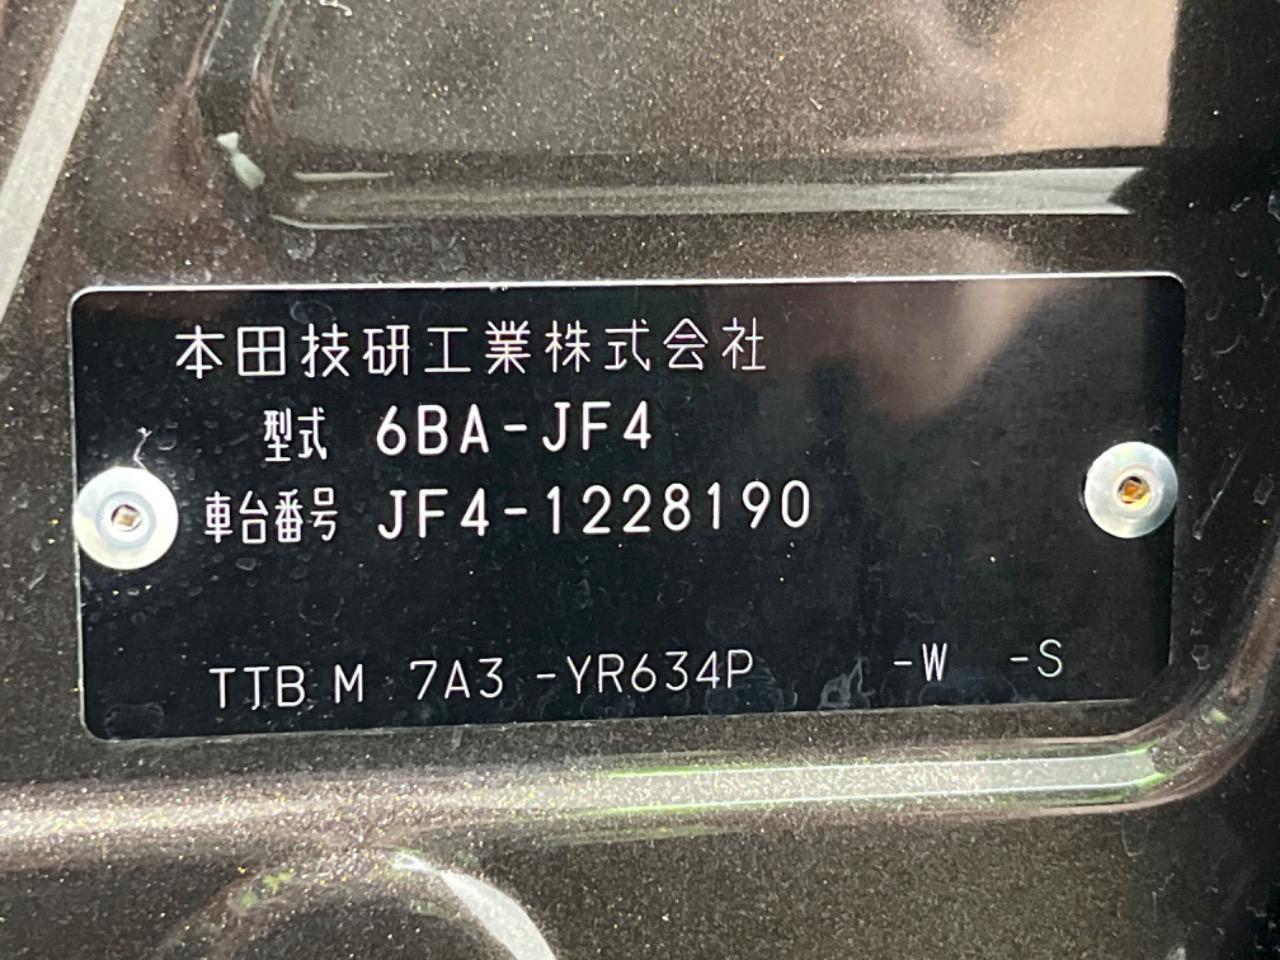 本田技研工業株式会社
型式 6BA-JF4
車台番号 JF4-1228190
TTB M 7A3 -YR634P -W -S